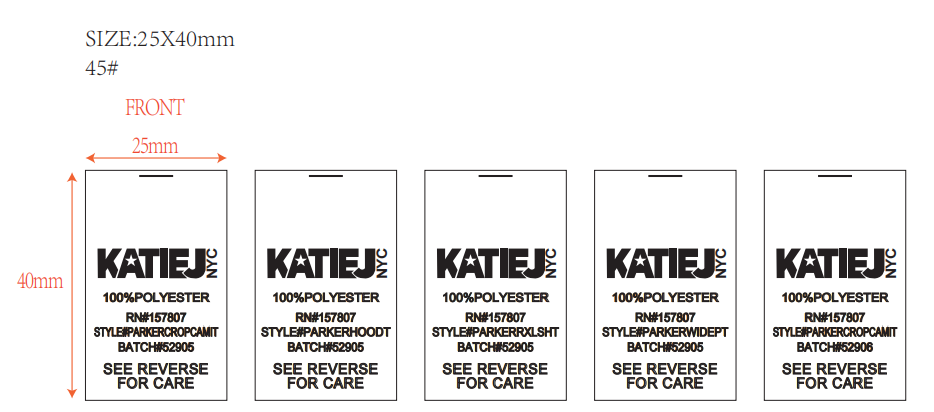 SIZE:25X40mm
45#
FRONT
25mm
40mm
KATIEJ NYC
100%POLYESTER
RN#157807
STYLE#PARKERCROPCAMIT
BATCH#52905
SEE REVERSE
FOR CARE
KATIEJ NYC
100%POLYESTER
RN#157807
STYLE#PARKERHOODT
BATCH#52905
SEE REVERSE
FOR CARE
KATIEJ NYC
100%POLYESTER
RN#157807
STYLE#PARKERRXLSHT
BATCH#52905
SEE REVERSE
FOR CARE
KATIEJ NYC
100%POLYESTER
RN#157807
STYLE#PARKERWIDEPT
BATCH#52905
SEE REVERSE
FOR CARE
KATIEJ NYC
100%POLYESTER
RN#157807
STYLE#PARKERCROPCAMIT
BATCH#52906
SEE REVERSE
FOR CARE